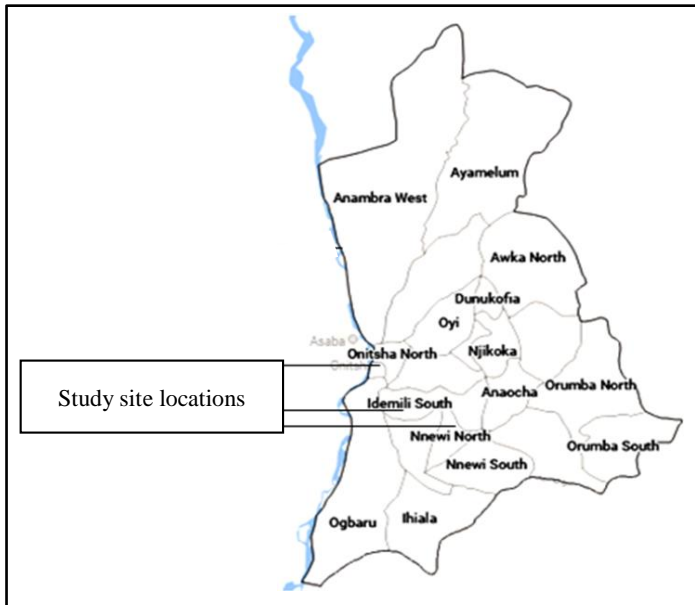 Ayamelum
Anambra West
Awka North
Dunukofia
Oyi
Asaba
Onitsha North
Njikoka
Study site locations
Idemili South
Anaocha
Orumba North
Nnewi North
Orumba South
Nnewi South
Ogbaru
Ihiala